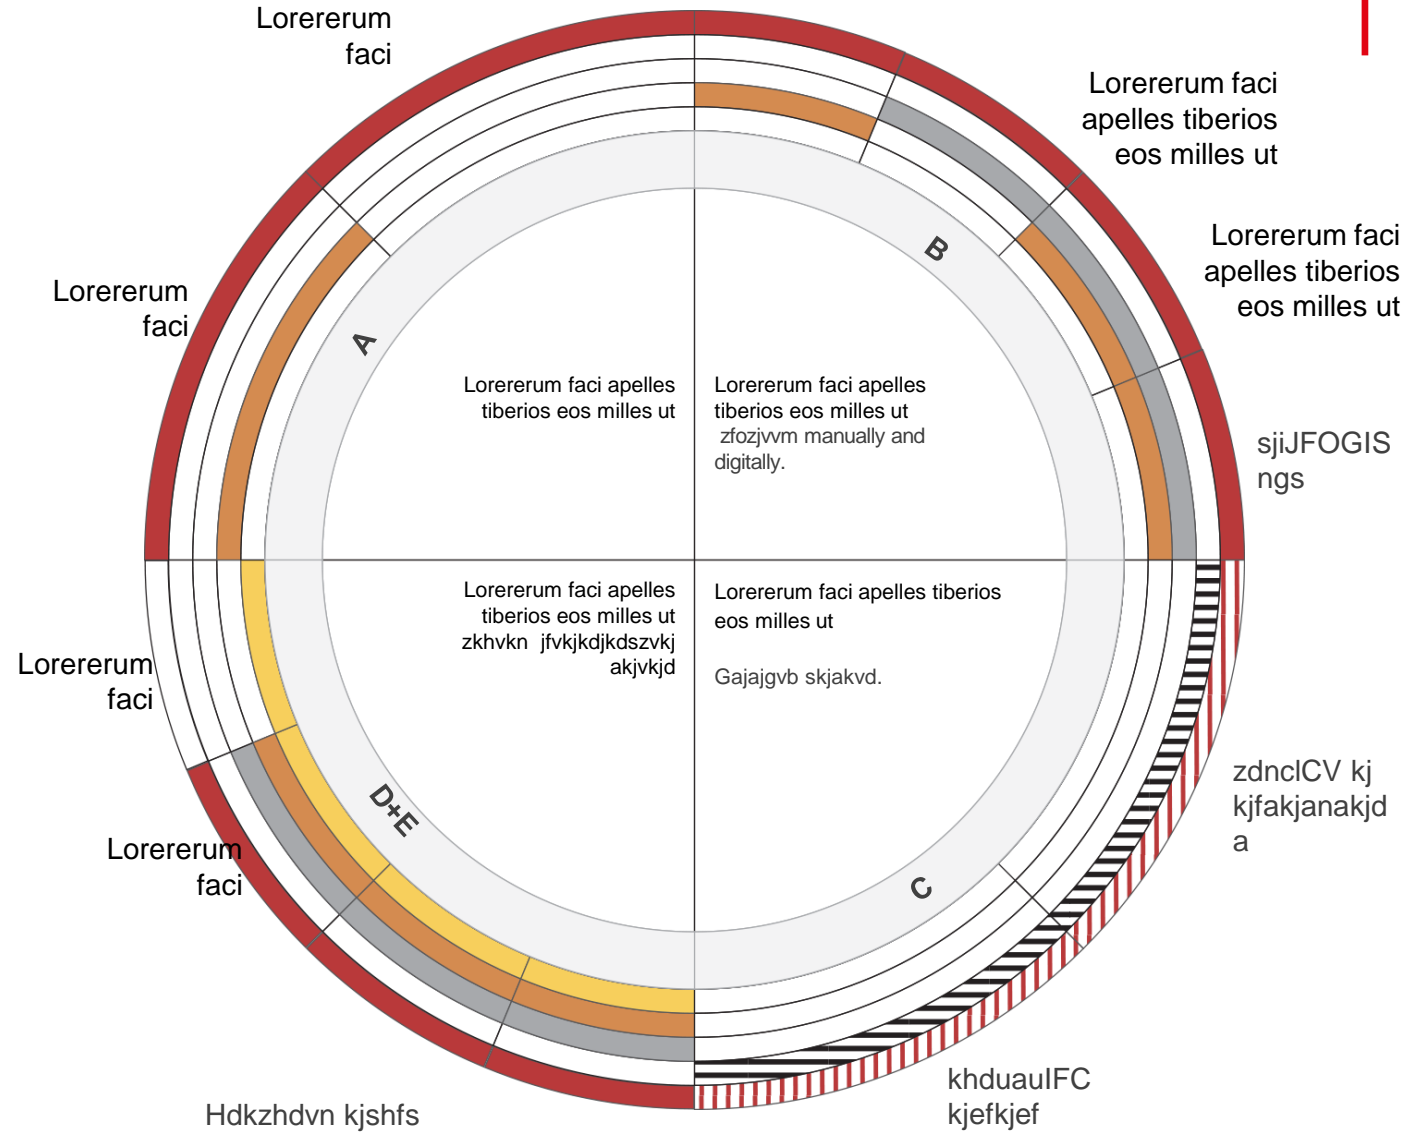 Lorererum
faci
Lorererum faci
apelles tiberios
eos milles ut
Lorererum faci
apelles tiberios
eos milles ut
B
Lorererum
faci
A
Lorererum faci apelles
tiberios eos milles ut
Lorererum faci apelles
tiberios eos milles ut
zfozjvvm manually and
digitally.
sjiJFOGIS
ngs
Lorererum faci apelles
tiberios eos milles ut
zkhvkn jfvkjkdjkdszvkj
akjvkjd
Lorererum faci apelles tiberios
eos milles ut
Gajajgvb skjakvd.
Lorererum
faci
D+E
zdnclCV kj
kjfakjanakjd
a
Lorererum
faci
C
khduauIFC
kjefkjef
Hdkzhdvn kjshfs